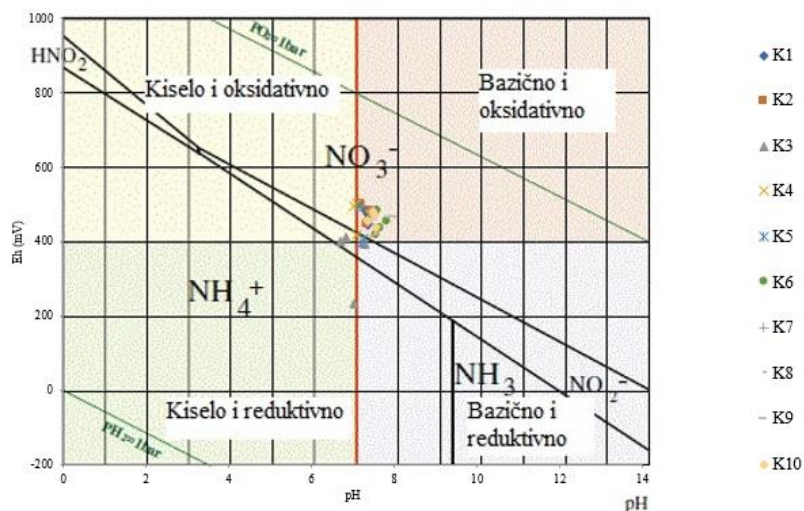 1000
800
600
400
200
0
-200
Eh (mV)
HNO2
Kiselo i oksidativno
PO2=1bar
Bazično i
oksidativno
NO3-
NH4+
NH3
NO2-
Kiselo i reduktivno
Bazično i
reduktivno
PH2=1bar
0 2 4 6 8 10 12 14
pH
pH
K1
K2
K3
K4
K5
K6
K7
K8
K9
K10